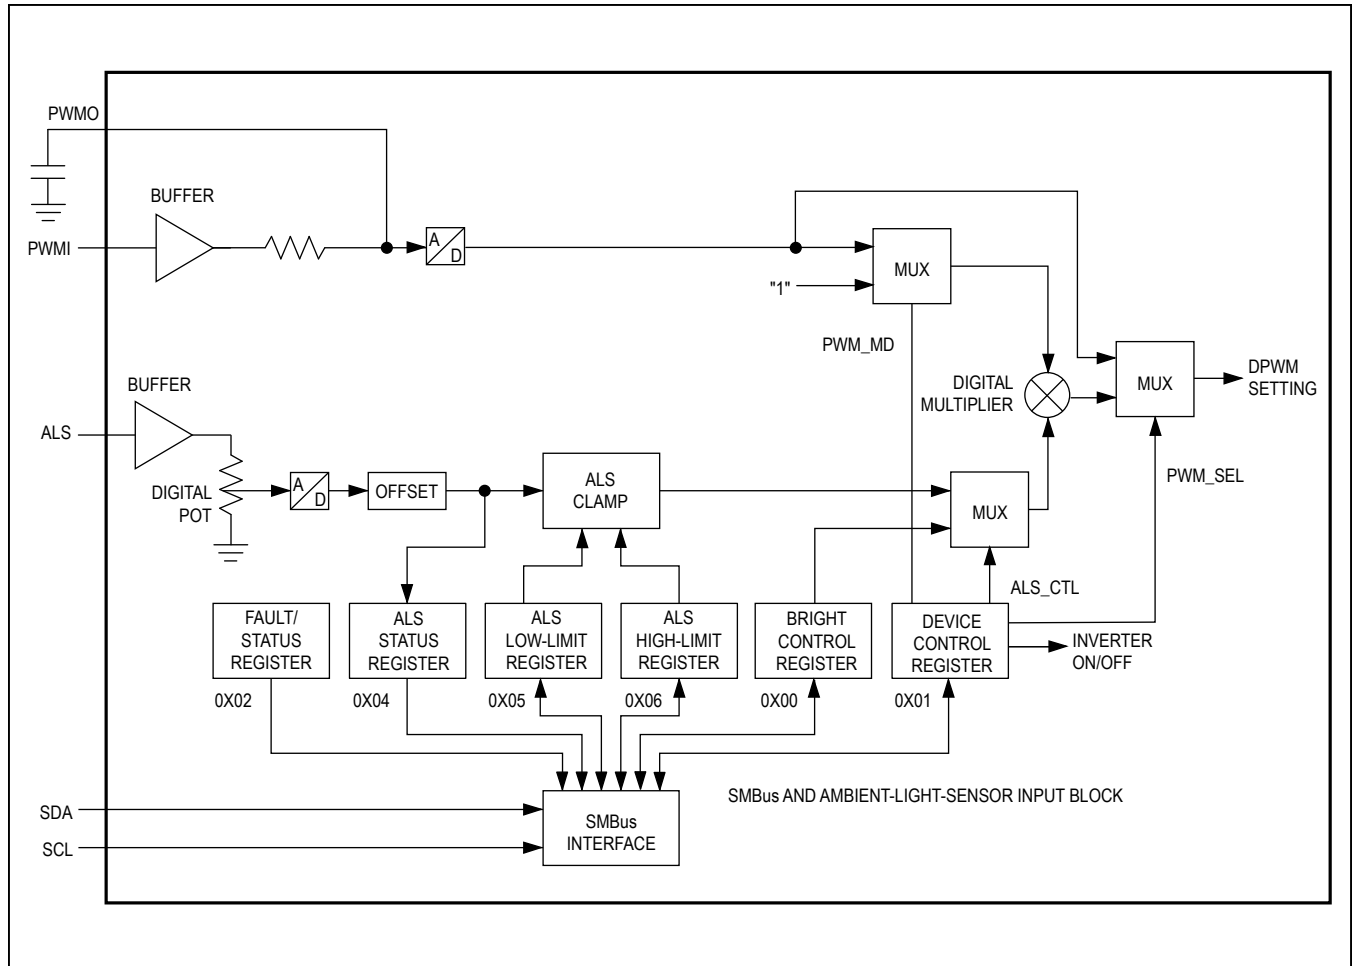 PWMO
BUFFER
PWMI
A
D
MUX
"1"
PWM_MD
BUFFER
DIGITAL
MULTIPLIER
MUX
DPWM
SETTING
ALS
DIGITAL
POT
A
D
OFFSET
ALS
CLAMP
MUX
PWM_SEL
ALS_CTL
FAULT/
STATUS
REGISTER
ALS
STATUS
REGISTER
ALS
LOW-LIMIT
REGISTER
ALS
HIGH-LIMIT
REGISTER
BRIGHT
CONTROL
REGISTER
DEVICE
CONTROL
REGISTER
INVERTER
ON/OFF
0X02
0X04
0X05
0X06
0X00
0X01
SMBus AND AMBIENT-LIGHT-SENSOR INPUT BLOCK
SDA
SCL
SMBus
INTERFACE